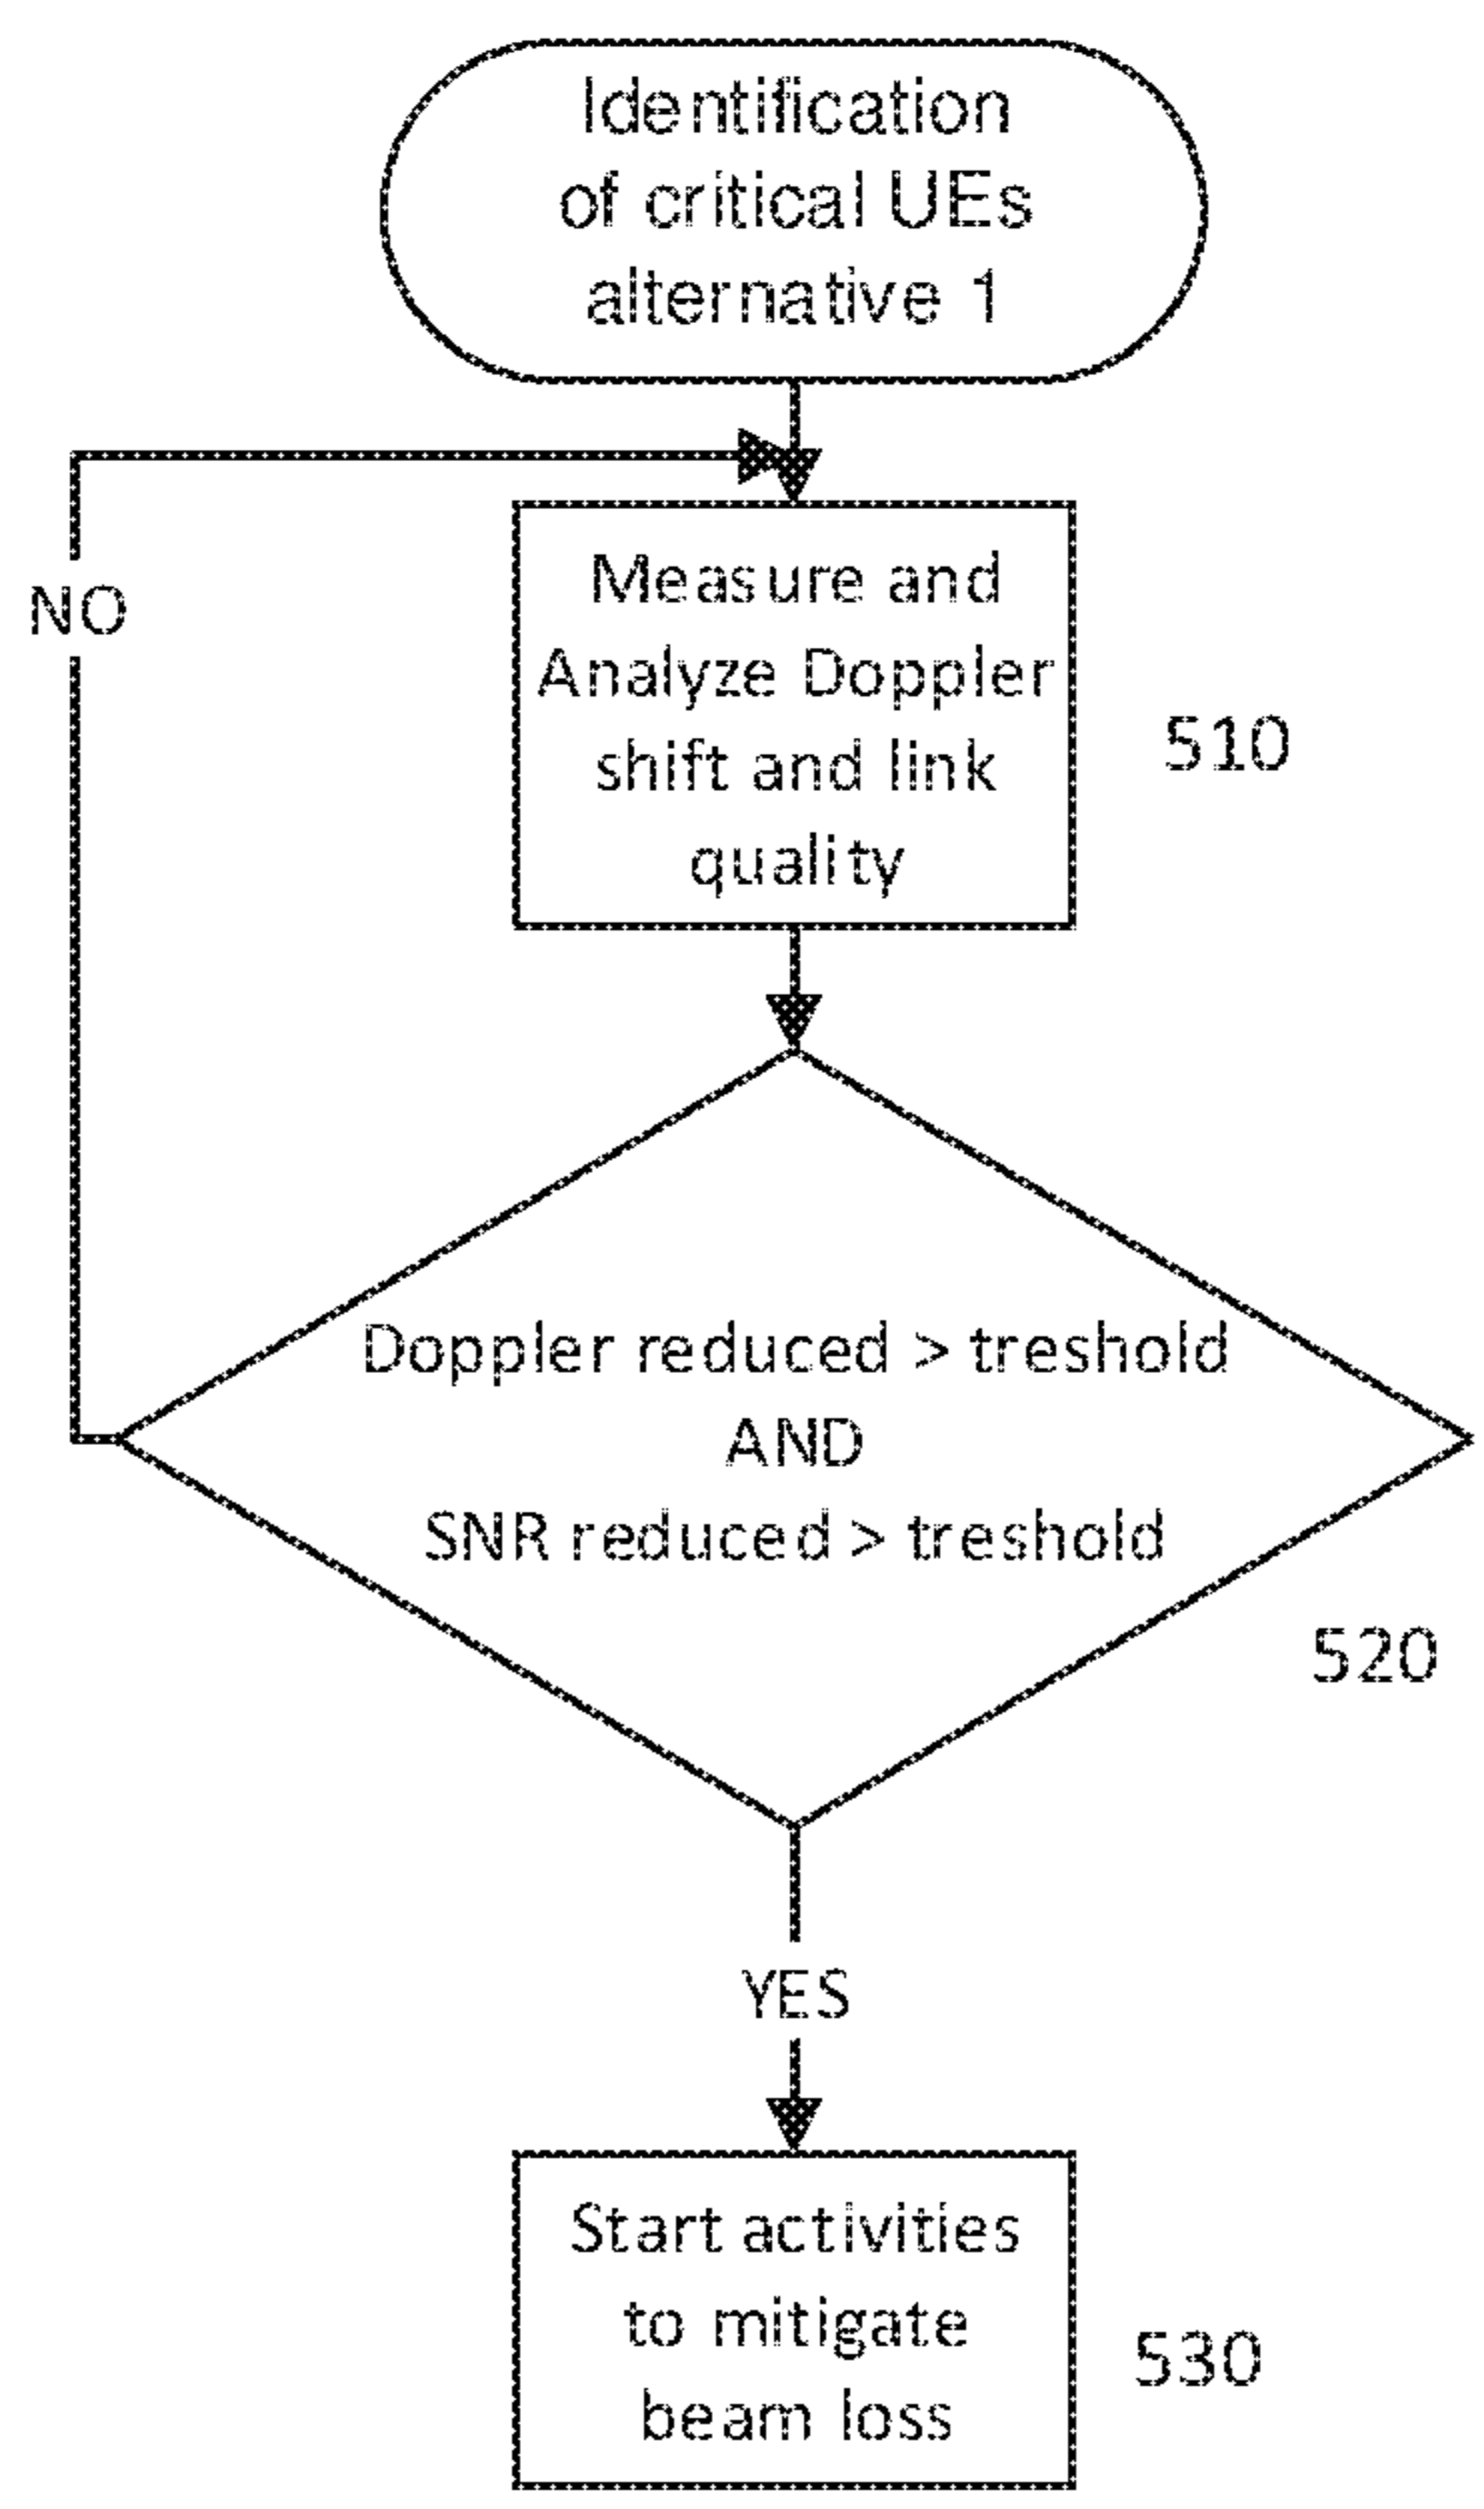 Identification
of critical UEs
alternative 1
NO
Measure and
Analyze Doppler
shift and link
quality
510
Doppler reduced > treshold
AND
SNR reduced > treshold
520
YES
Start activities
to mitigate
beam loss
530